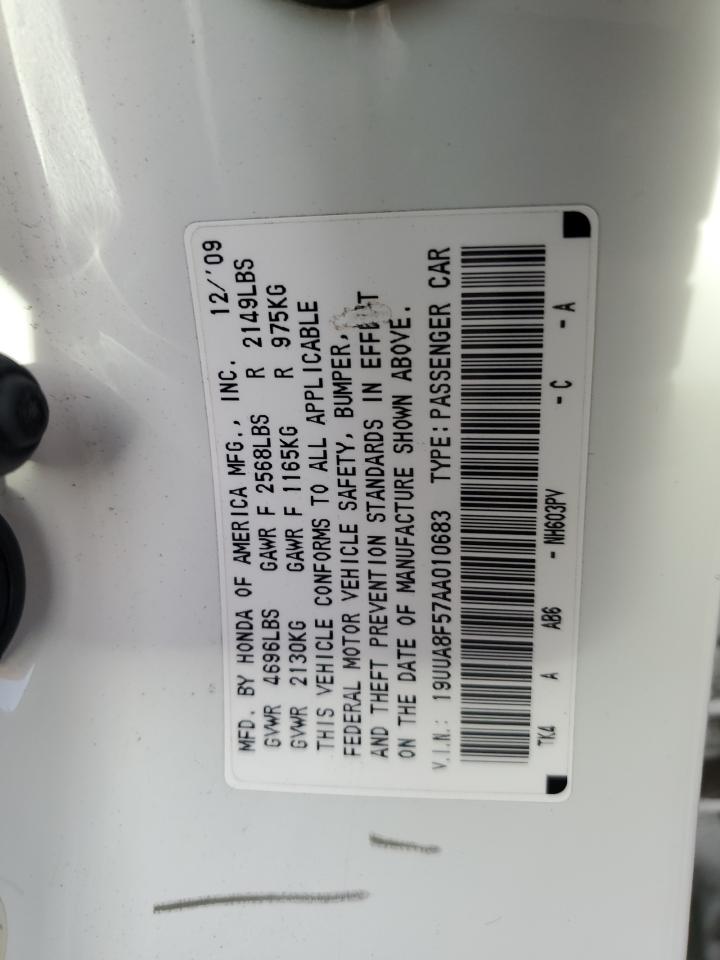 MFD. BY HONDA OF AMERICA MFG., INC. 12/'09
GVWR 4696LBS GAWR F 2568LBS R 2149LBS
GVWR 2130KG GAWR F 1165KG R 975KG
THIS VEHICLE CONFORMS TO ALL APPLICABLE
FEDERAL MOTOR VEHICLE SAFETY, BUMPER,
AND THEFT PREVENTION STANDARDS IN EFFECT
ON THE DATE OF MANUFACTURE SHOWN ABOVE.
V.I.N.: 19UUA8F57AA010683 TYPE:PASSENGER CAR
TK4 A AB6 - NH603PV - C - A